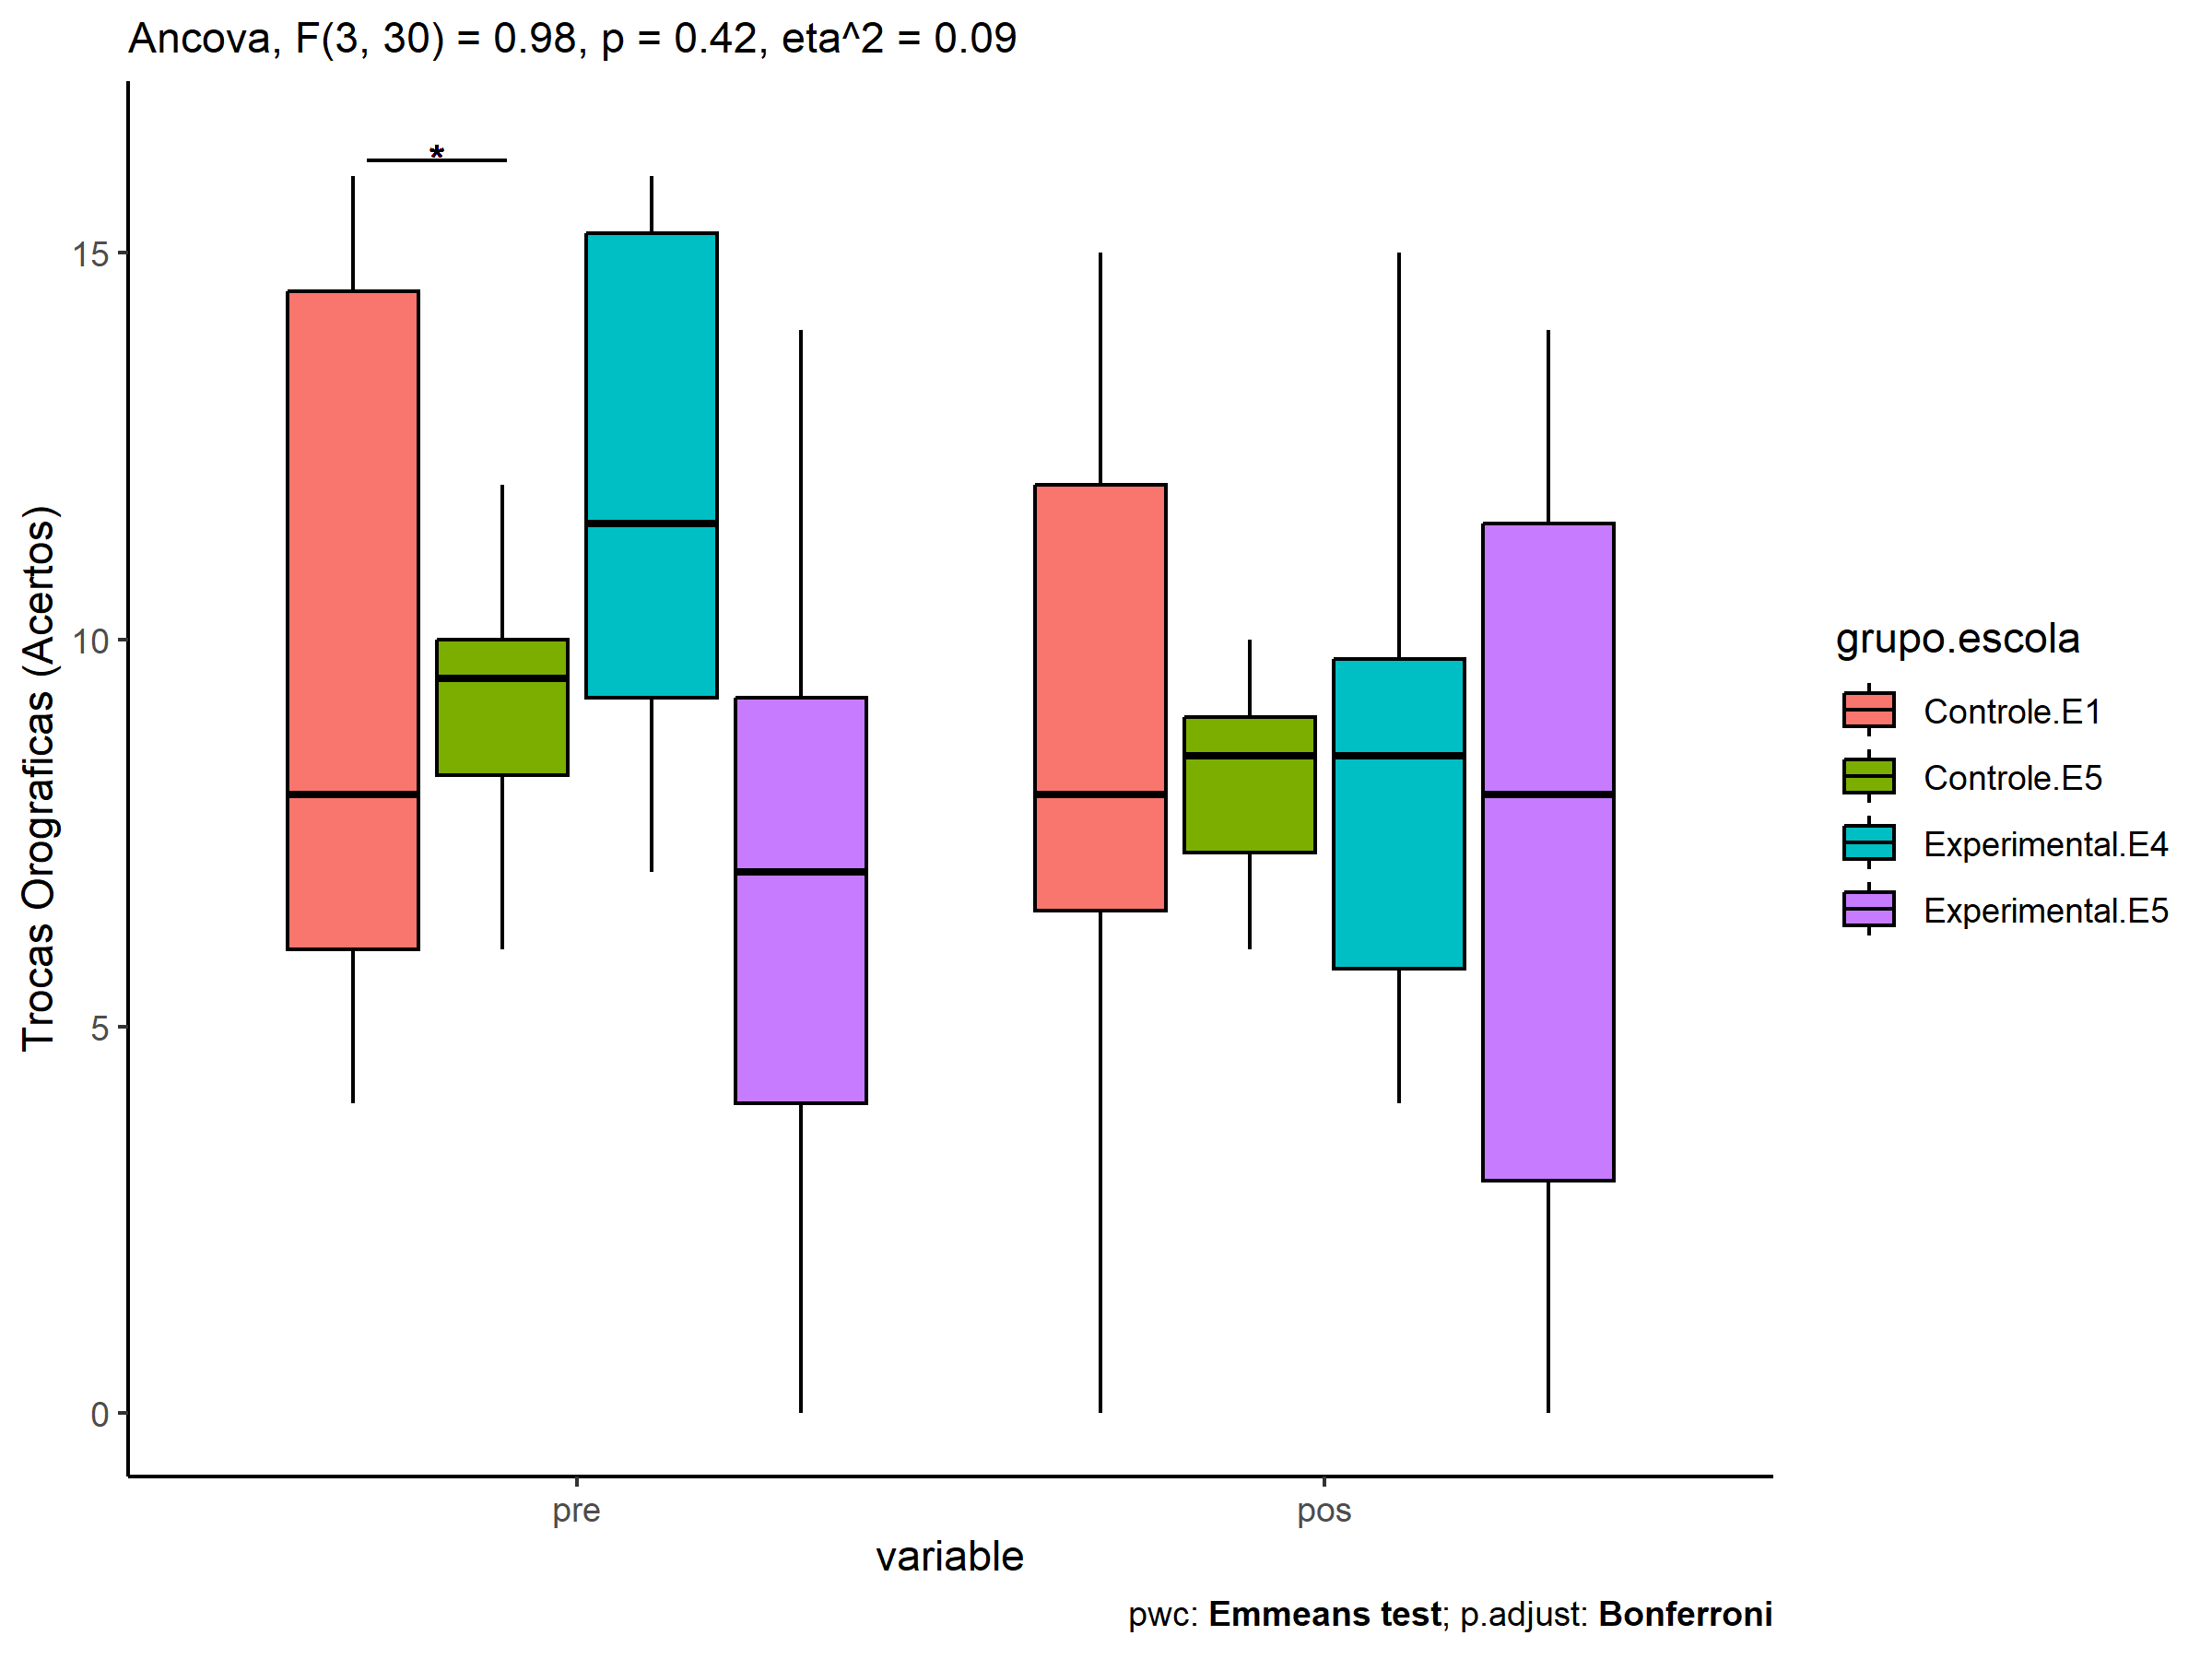 Ancova, F(3, 30) = 0.98, p = 0.42, eta^2 = 0.09
*
15
10
5
0
Trocas Orograficas (Acertos)
pre
pos
variable
grupo.escola
Controle.E1
Controle.E5
Experimental.E4
Experimental.E5
pwc: Emmeans test; p.adjust: Bonferroni